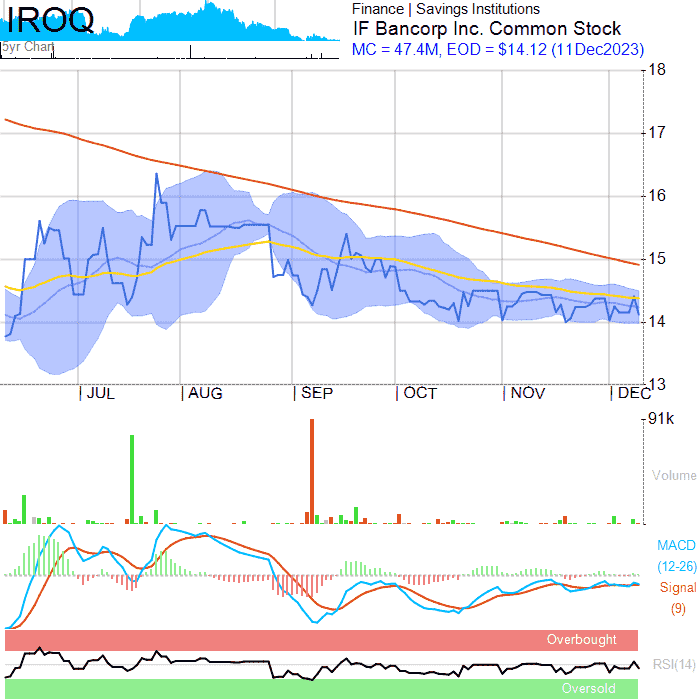 IROQ
5yr Chart
Finance | Savings Institutions
IF Bancorp Inc. Common Stock
MC = 47.4M, EOD = $14.12 (11Dec2023)
18
17
16
15
14
13
JUL AUG SEP OCT NOV DEC
91k
Volume
MACD
(12-26)
Signal
(9)
Overbought
RSI(14)
Oversold